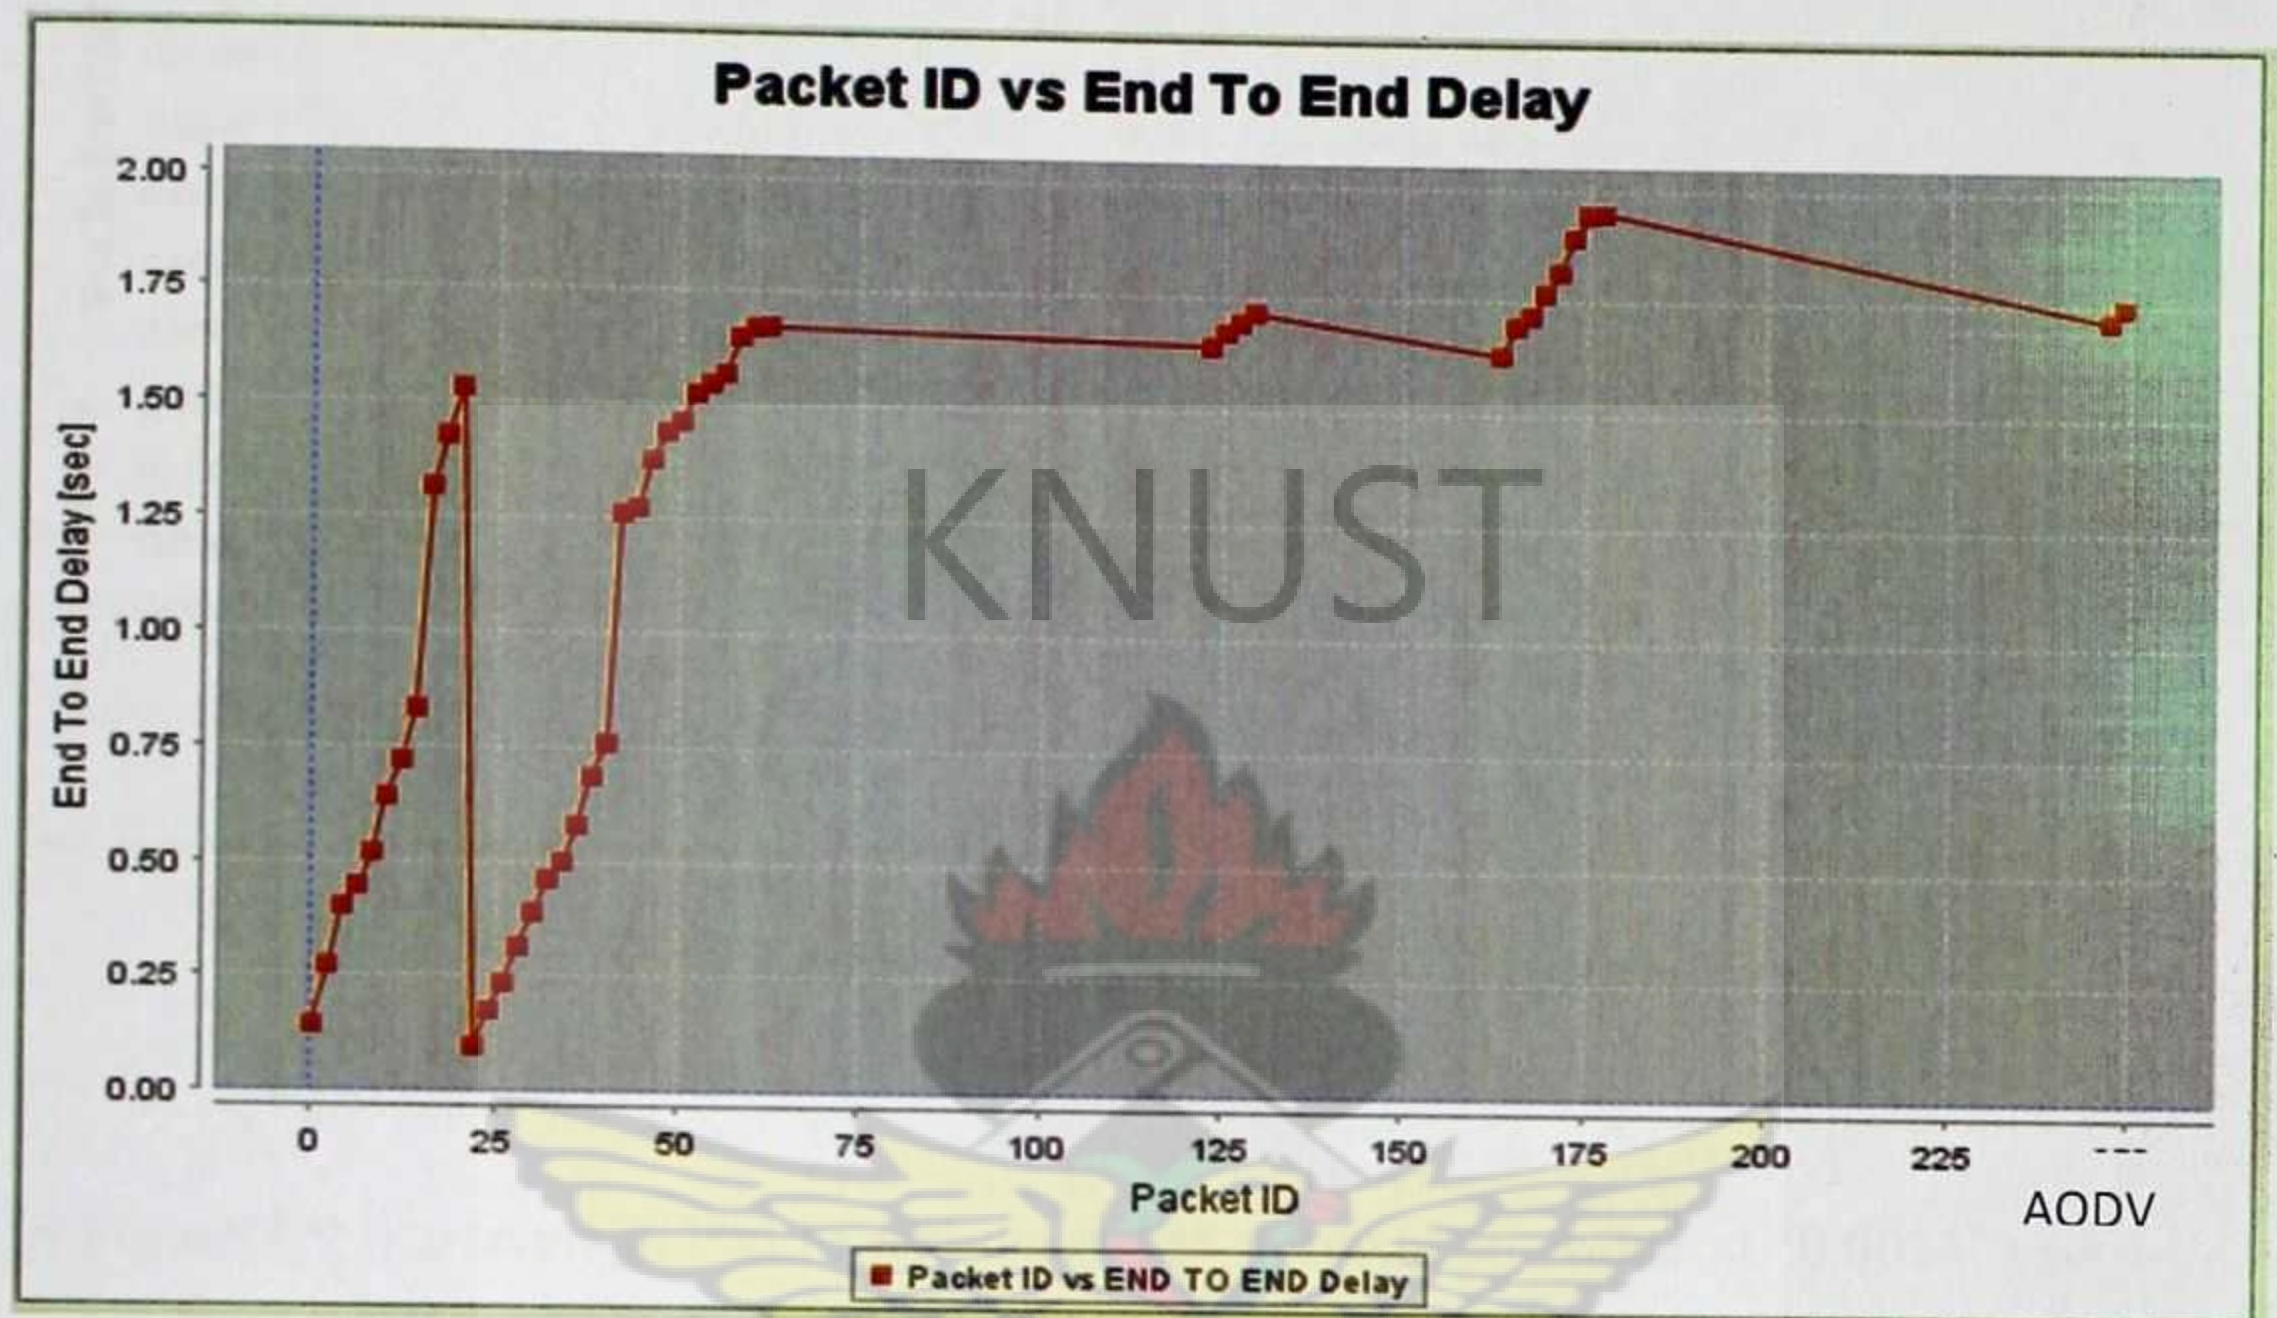 Packet ID vs End To End Delay
2.00
1.75
1.50
1.25
1.00
0.75
0.50
0.25
0.00
End To End Delay [sec]
KNUST
0 25 50 75 100 125 150 175 200 225 ---
Packet ID
AODV
Packet ID vs END TO END Delay